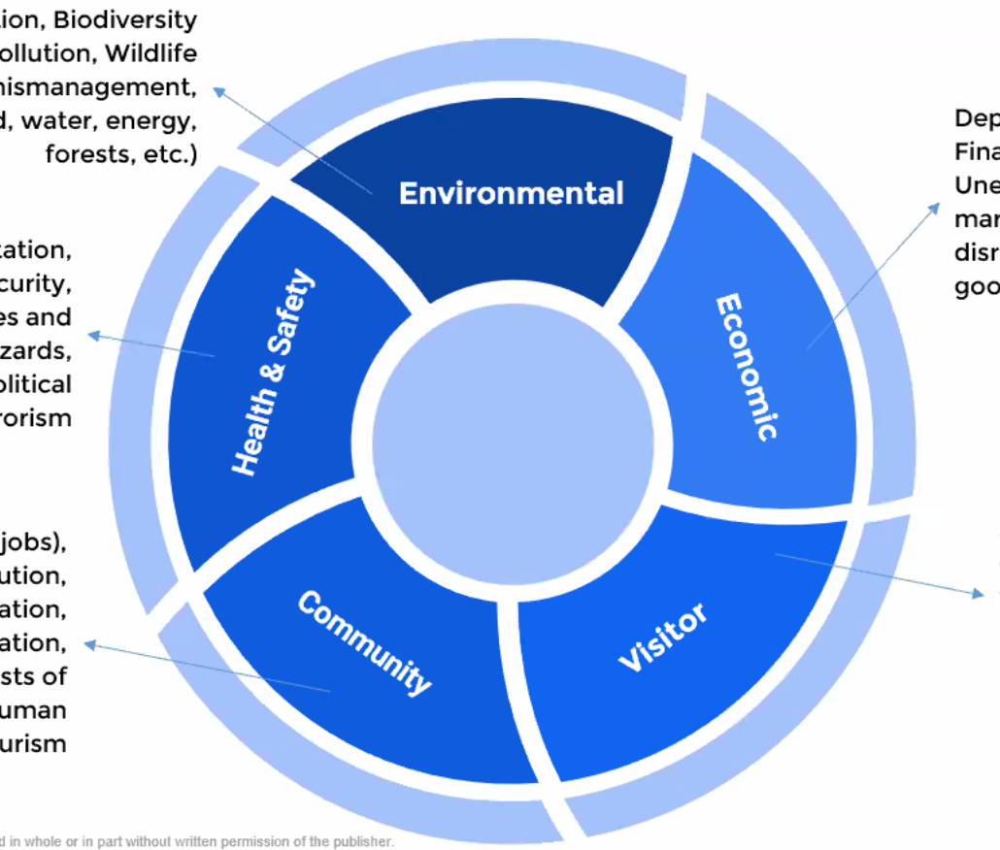 tion, Biodiversity
ollution, Wildlife
mismanagement,
d, water, energy,
forests, etc.)
Environmental
Dep
Fina
Une
mar
disr
goo
tation,
curity,
es and
zards,
olitical
rorism
Health & Safety
Economic
jobs),
ution,
ation,
ation,
sts of
uman
urism
Community
Visitor
d in whole or in part without written permission of the publisher.